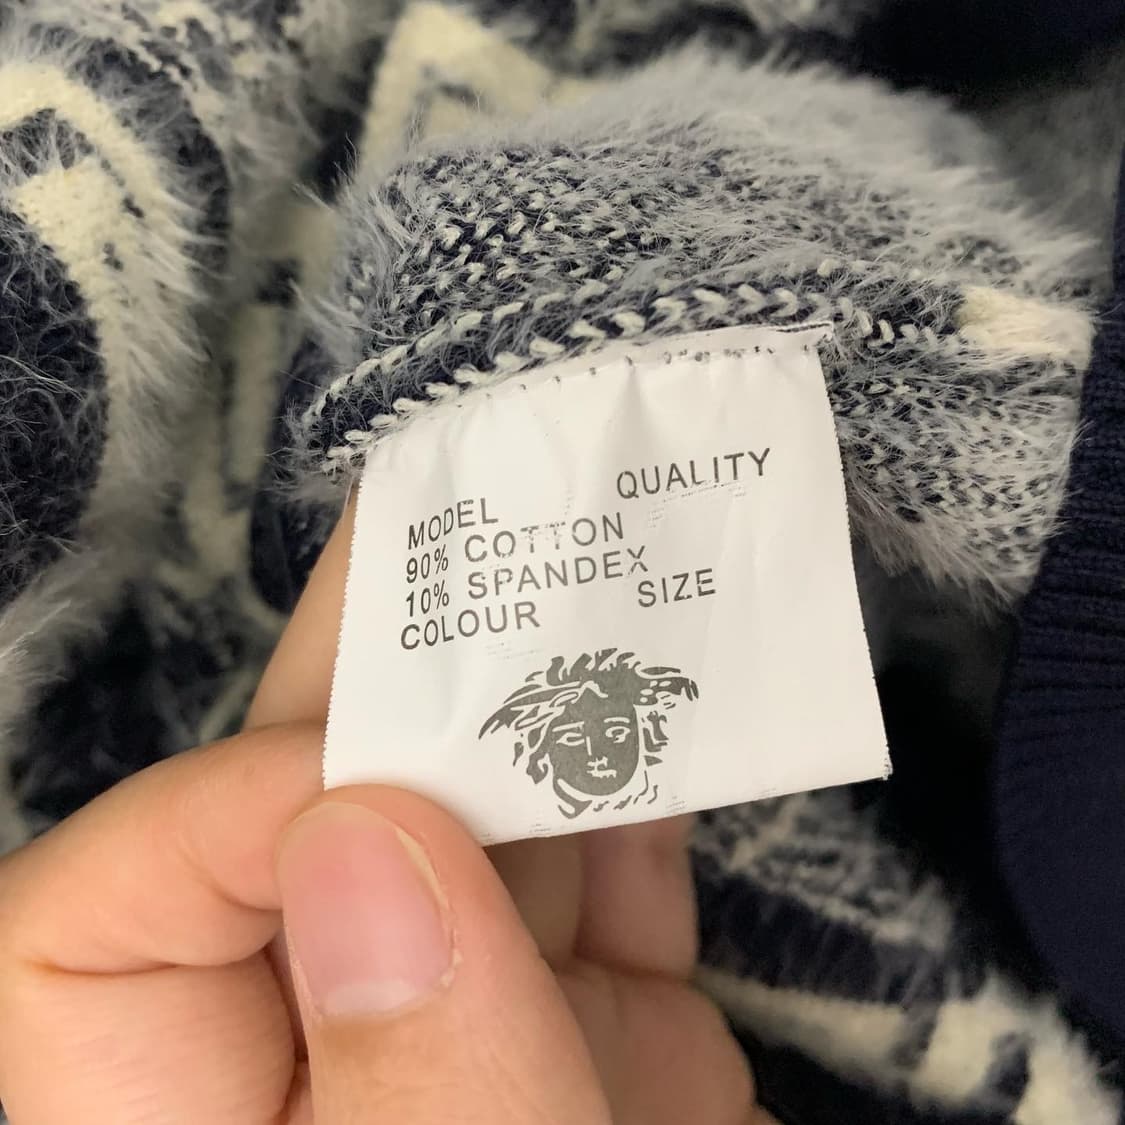 QUALITY
MODEL
90% COTTON
10% SPANDEX
COLOUR SIZE